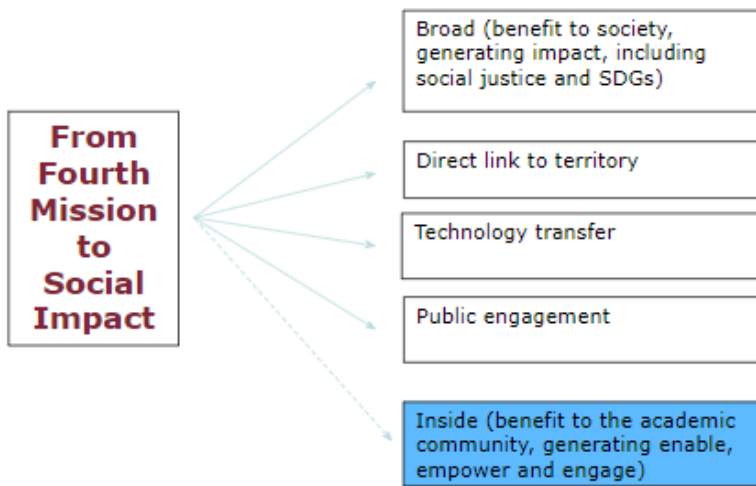 From
Fourth
Mission
to
Social
Impact
Broad (benefit to society,
generating impact, including
social justice and SDGs)
Direct link to territory
Technology transfer
Public engagement
Inside (benefit to the academic
community, generating enable,
empower and engage)